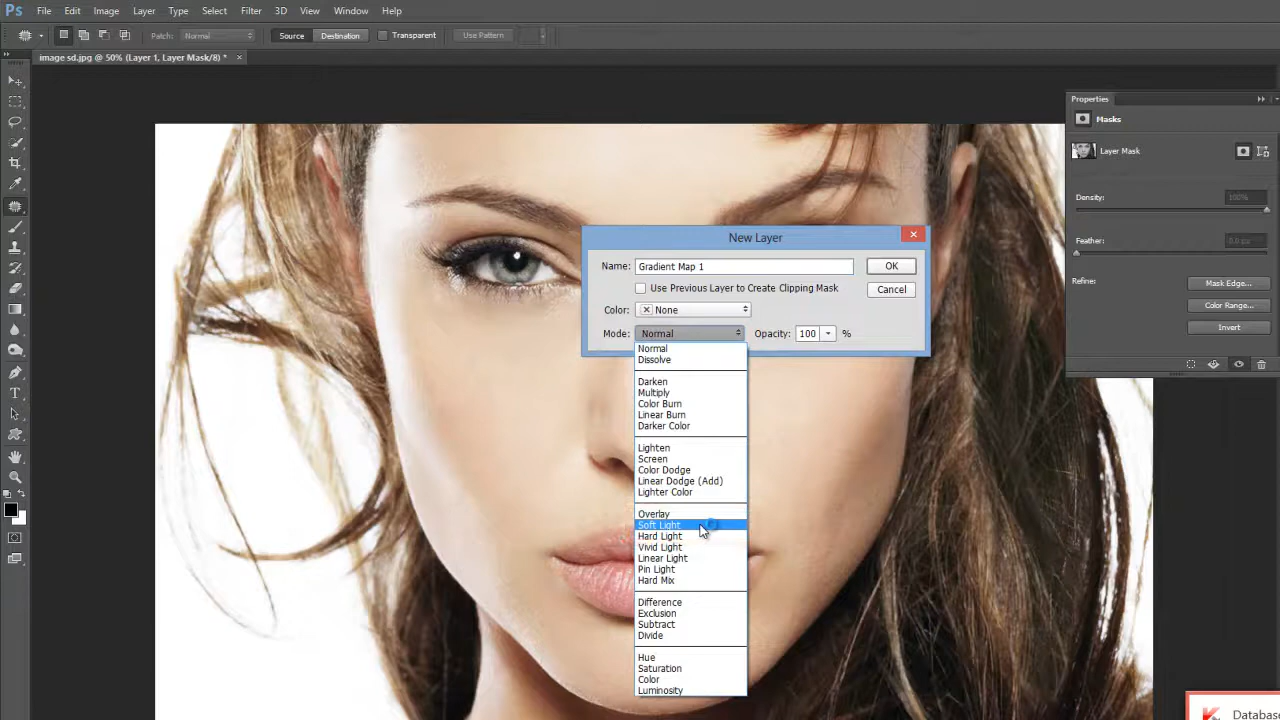 Ps File Edit Image Layer Type Select Filter 3D View Window Help
Patch: Normal Source Destination Transparent Use Pattern
image sd.jpg @ 50% (Layer 1, Layer Mask/8) * ×
Properties
Masks
Layer Mask
Density: 100%
Feather: 0,0 px
Refine: Mask Edge...
Color Range...
Invert
New Layer
Name: Gradient Map 1 OK
Use Previous Layer to Create Clipping Mask Cancel
Color: None
Mode: Normal Opacity: 100 %
Normal
Dissolve
Darken
Multiply
Color Burn
Linear Burn
Darker Color
Lighten
Screen
Color Dodge
Linear Dodge (Add)
Lighter Color
Overlay
Soft Light
Hard Light
Vivid Light
Linear Light
Pin Light
Hard Mix
Difference
Exclusion
Subtract
Divide
Hue
Saturation
Color
Luminosity
Database